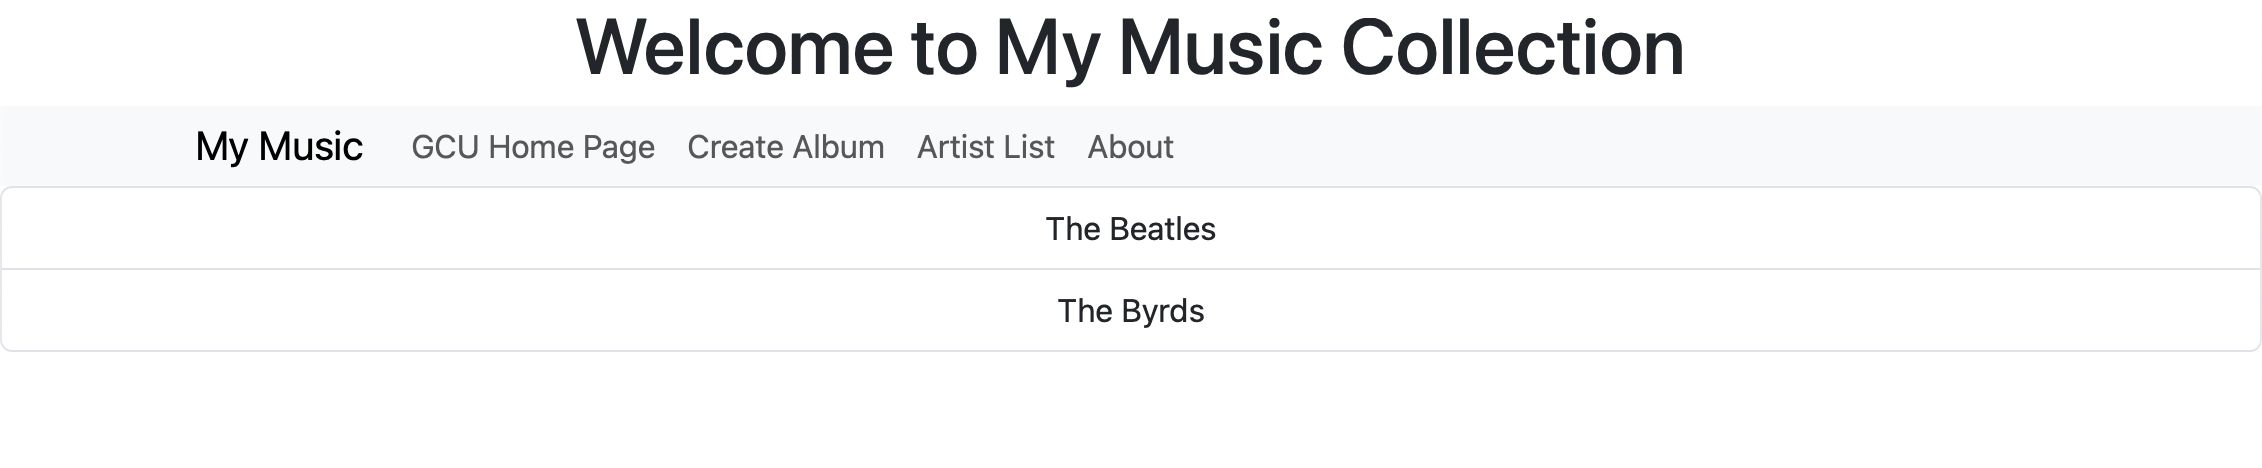 Welcome to My Music Collection
My Music GCU Home Page Create Album Artist List About
The Beatles
The Byrds